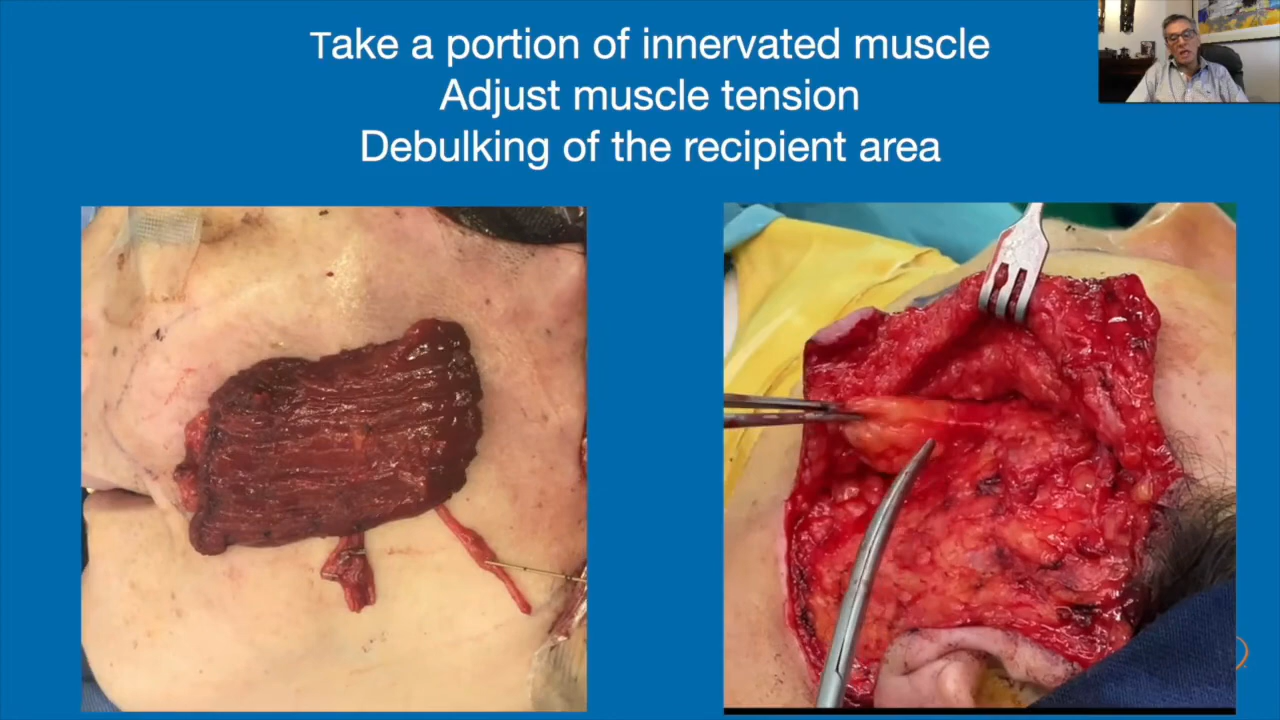 Take a portion of innervated muscle
Adjust muscle tension
Debulking of the recipient area